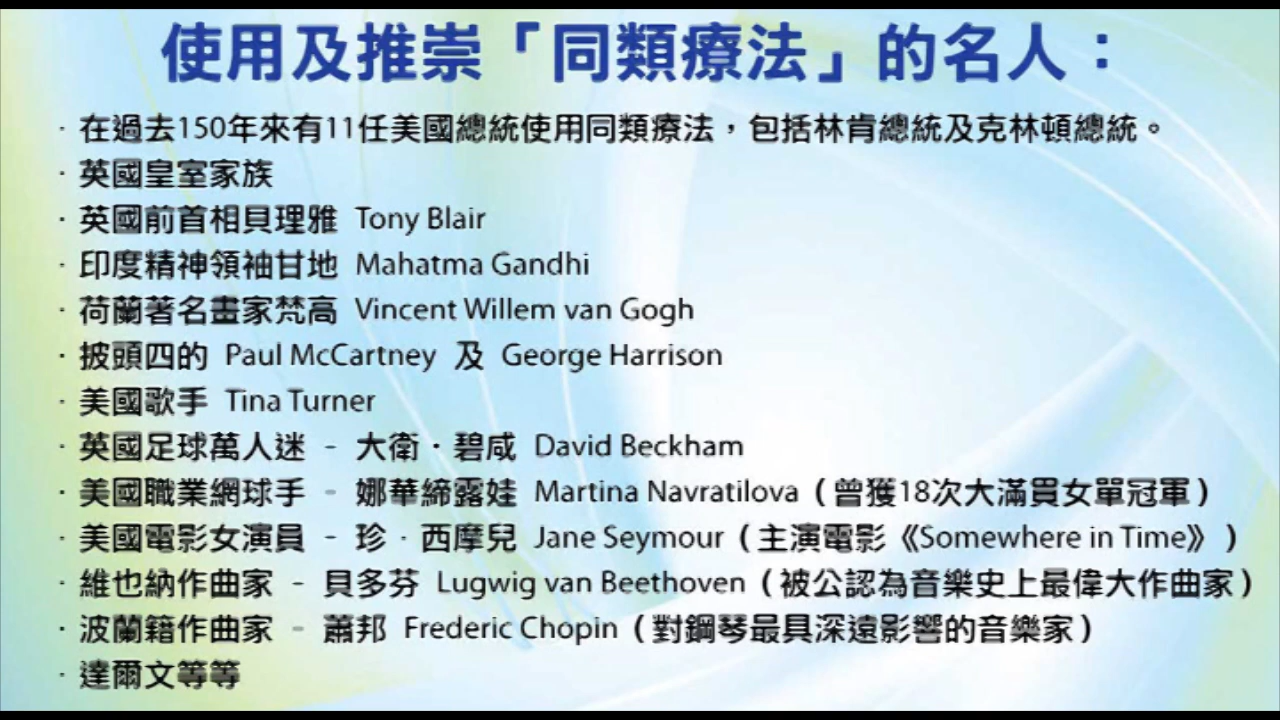 使用及推崇「同類療法」的名人：
· 在過去150年來有11任美國總統使用同類療法，包括林肯總統及克林頓總統。
· 英國皇室家族
· 英國前首相貝理雅 Tony Blair
· 印度精神領袖甘地 Mahatma Gandhi
· 荷蘭著名畫家梵高 Vincent Willem van Gogh
· 披頭四的 Paul McCartney 及 George Harrison
· 美國歌手 Tina Turner
· 英國足球萬人迷 - 大衛·碧咸 David Beckham
· 美國職業網球手 - 娜華締露娃 Martina Navratilova（曾獲18次大滿貫女單冠軍）
· 美國電影女演員 - 珍·西摩兒 Jane Seymour（主演電影《Somewhere in Time》）
· 維也納作曲家 - 貝多芬 Lugwig van Beethoven（被公認為音樂史上最偉大作曲家）
· 波蘭籍作曲家 - 蕭邦 Frederic Chopin（對鋼琴最具深遠影響的音樂家）
· 達爾文等等